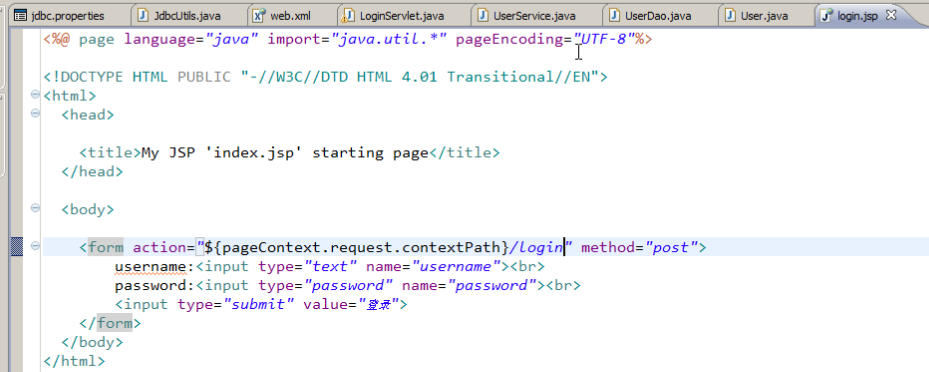 jdbc.properties JdbcUtils.java web.xml LoginServlet.java UserService.java UserDao.java User.java login.jsp
<%@ page language="java" import="java.util.*" pageEncoding="UTF-8"%>
<!DOCTYPE HTML PUBLIC "-//W3C//DTD HTML 4.01 Transitional//EN">
<html>
<head>
<title>My JSP 'index.jsp' starting page</title>
</head>
<body>
<form action="${pageContext.request.contextPath}/login" method="post">
username:<input type="text" name="username"><br>
password:<input type="password" name="password"><br>
<input type="submit" value="登录">
</form>
</body>
</html>